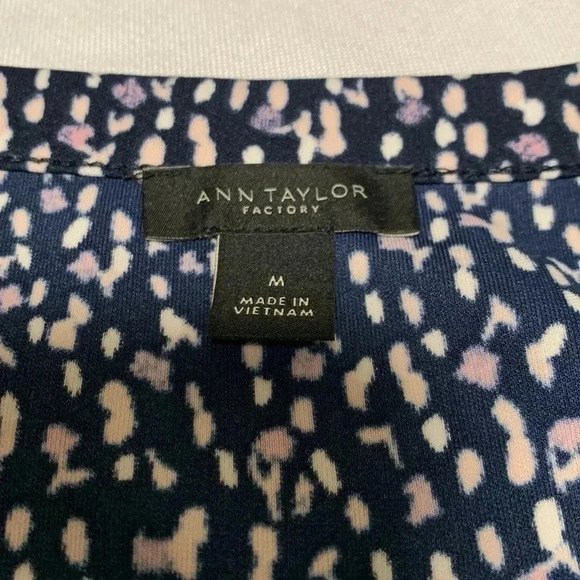 ANN TAYLOR
FACTORY
M
MADE IN
VIETNAM